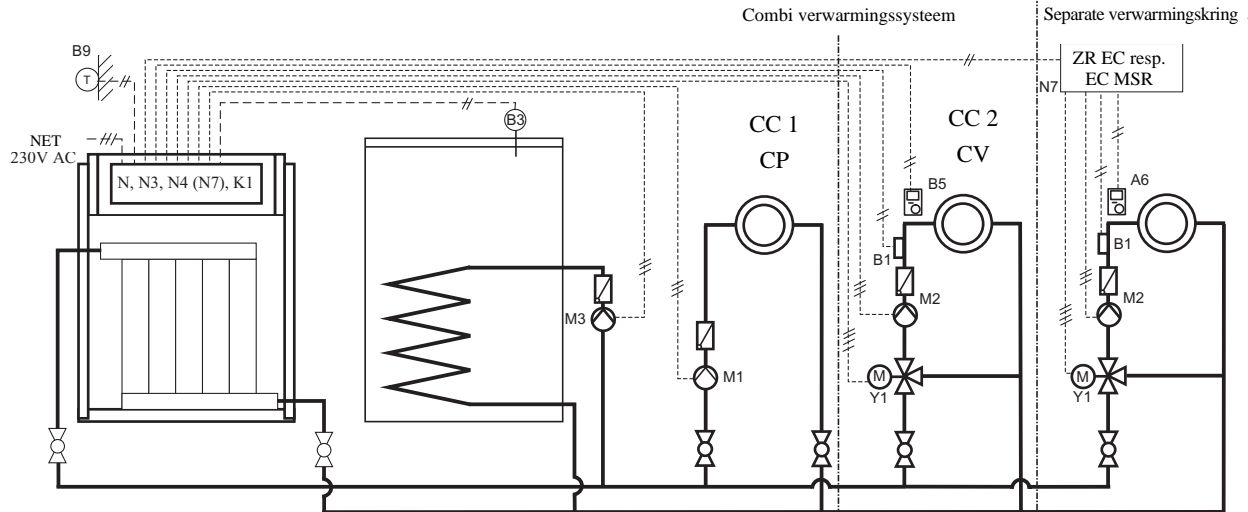 Combi verwarmingssysteem
Separate verwarmingskring
B9
T
ZR EC resp.
EC MSR
N7
NET
230V AC
B3
N, N3, N4 (N7), K1
CC 1
CP
CC 2
CV
B5
A6
B1
B1
M2
M2
M3
M1
M
Y1
M
Y1